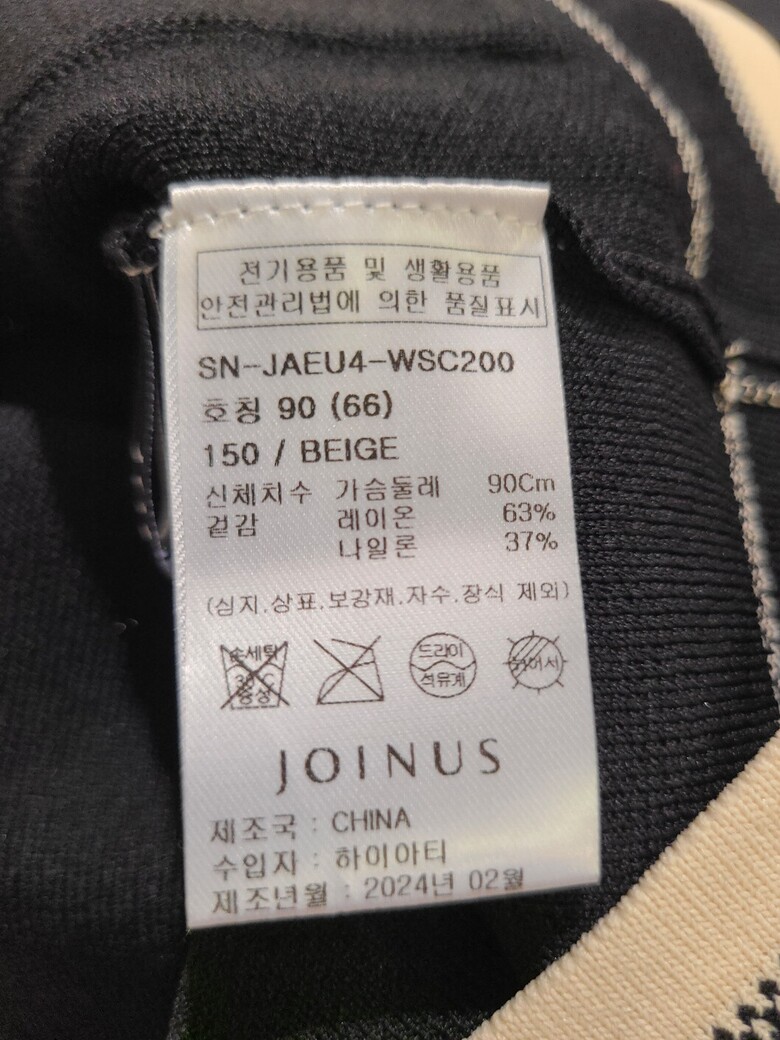 전기용품 및 생활용품
안전관리법에 의한 품질표시
SN-JAEU4-WSC200
호칭 90 (66)
150 / BEIGE
신체치수 가슴둘레 90Cm
겉감 레이온 63%
나일론 37%
(심지.상표.보강재.자수.장식 제외)
손세탁
30°C
중성
드라이
석유계
뉘어서
JOINUS
제조국 : CHINA
수입자 : 하이아티
제조년월 : 2024년 02월